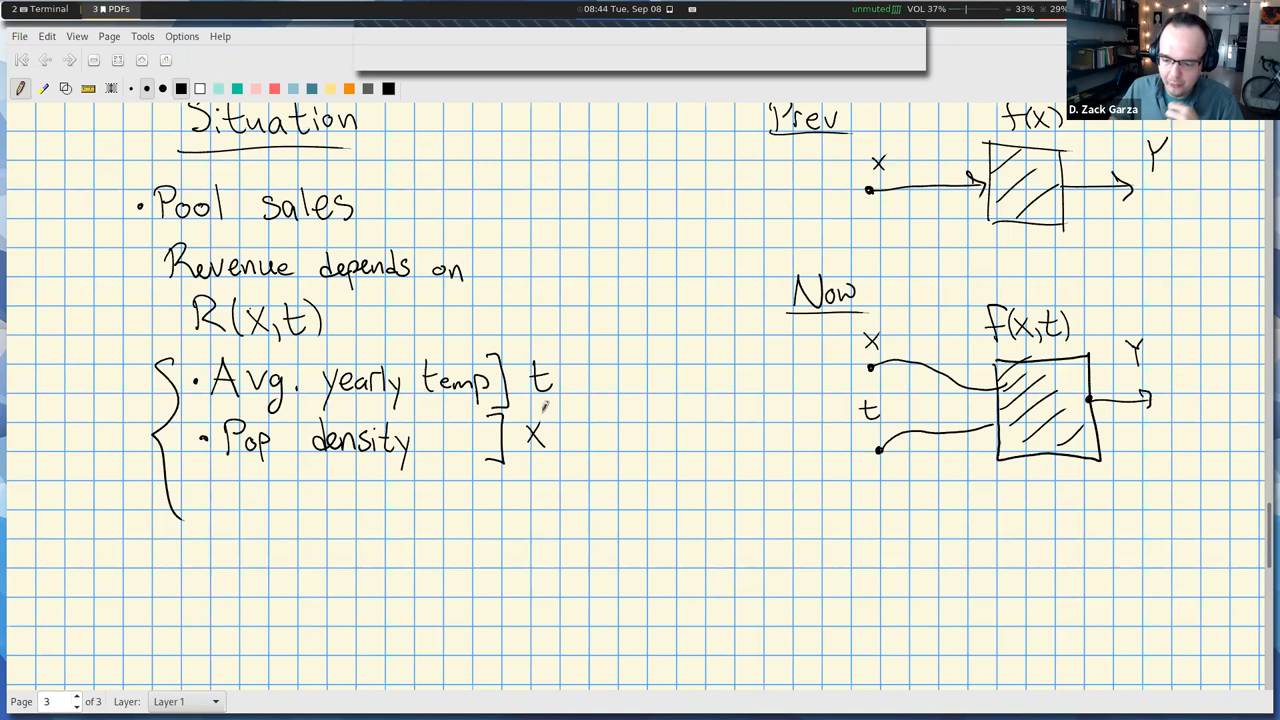 2 Terminal 3 PDFs 08:44 Tue, Sep 08 unmuted VOL 37% 33% 29%
File Edit View Page Tools Options Help
D. Zack Garza
Situation
• Pool sales
Revenue depends on
R(x,t)
• Avg. yearly temp] t
• Pop density ] x
Prev
f(x)
x
Y
Now
f(x,t)
x
Y
t
Page 3 of 3 Layer: Layer 1